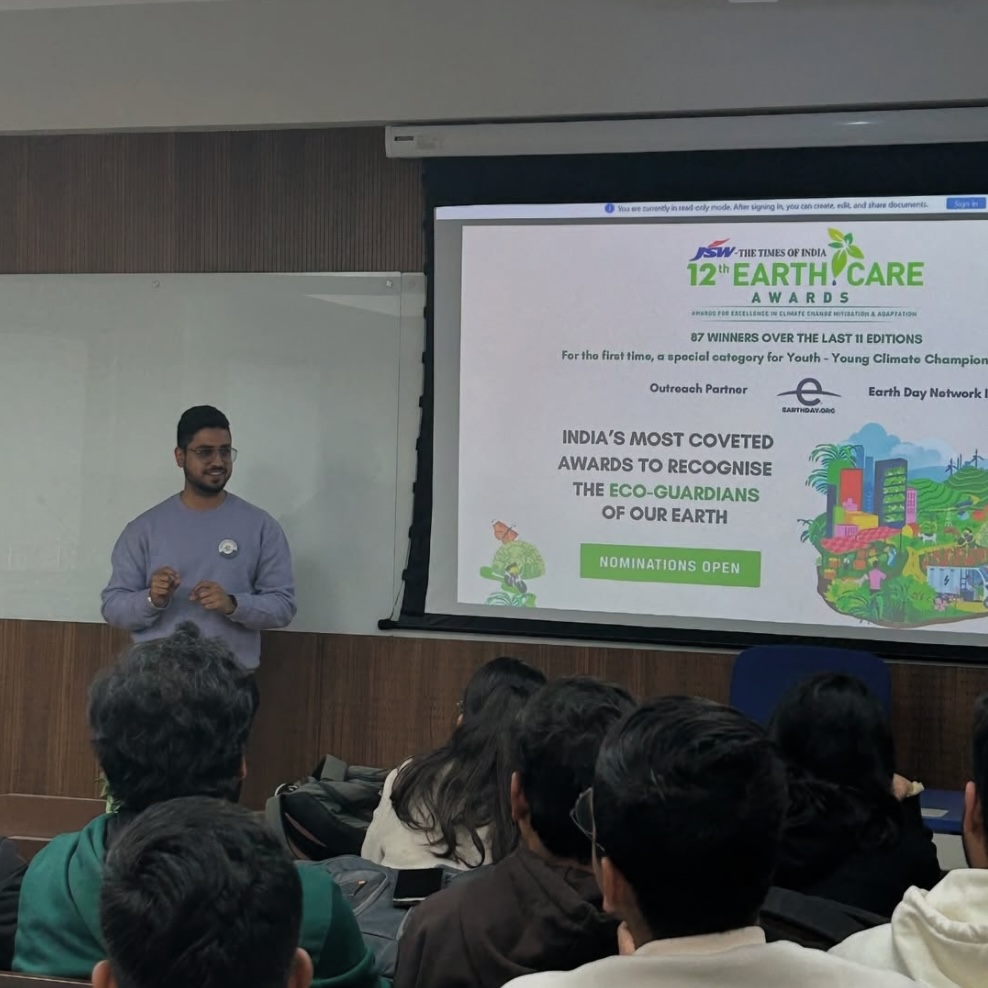 You are currently in read-only mode. After signing in, you can create, edit, and share documents.
Sign in
JSW-THE TIMES OF INDIA
12th EARTH CARE
AWARDS
AWARDS FOR EXCELLENCE IN CLIMATE CHANGE MITIGATION & ADAPTATION
87 WINNERS OVER THE LAST 11 EDITIONS
For the first time, a special category for Youth - Young Climate Champion
Outreach Partner
EARTHDAY.ORG
Earth Day Network
INDIA'S MOST COVETED
AWARDS TO RECOGNISE
THE ECO-GUARDIANS
OF OUR EARTH
NOMINATIONS OPEN